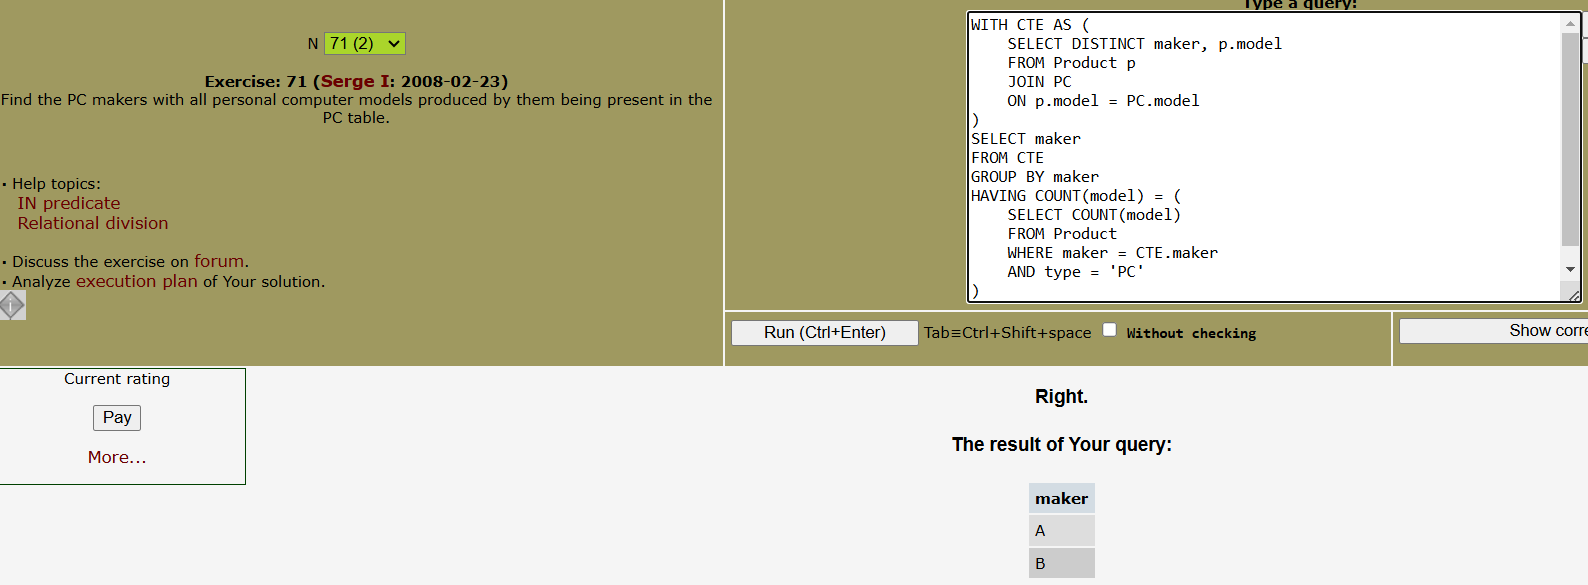 N 71 (2)
Exercise: 71 (Serge I: 2008-02-23)
Find the PC makers with all personal computer models produced by them being present in the
PC table.
· Help topics:
IN predicate
Relational division
· Discuss the exercise on forum.
· Analyze execution plan of Your solution.
Type a query:
WITH CTE AS (
    SELECT DISTINCT maker, p.model
    FROM Product p
    JOIN PC
    ON p.model = PC.model
)
SELECT maker
FROM CTE
GROUP BY maker
HAVING COUNT(model) = (
    SELECT COUNT(model)
    FROM Product
    WHERE maker = CTE.maker
    AND type = 'PC'
)
Run (Ctrl+Enter) Tab≡Ctrl+Shift+space Without checking
Show corre
Current rating
Pay
More...
Right.
The result of Your query:
maker
A
B